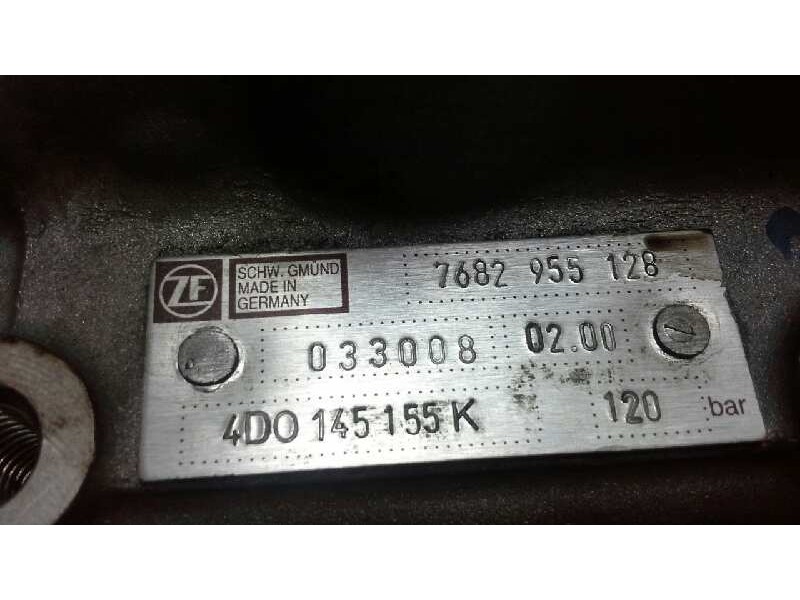 ZF SCHW. GMÜND
MADE IN
GERMANY
7682 955 128
033008 02.00
4D0 145 155 K 120 bar